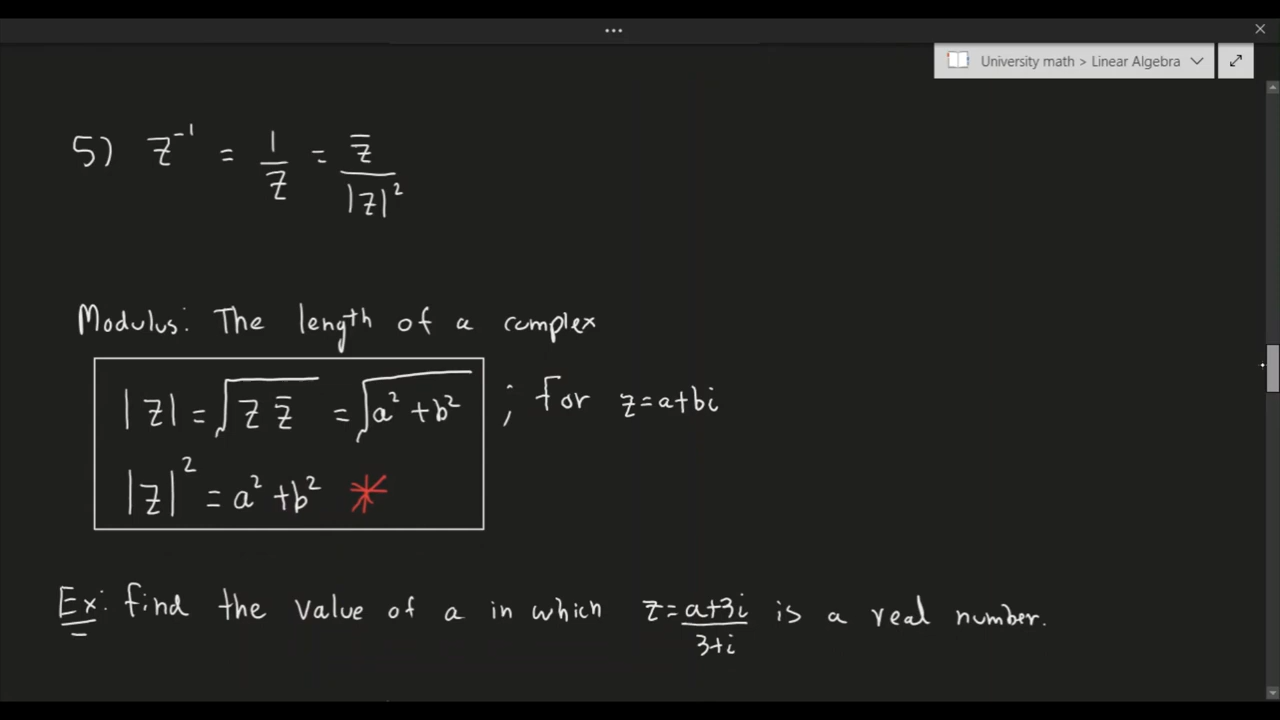 ...
University math > Linear Algebra
5) z⁻¹ = 1/z = z̄/|z|²
Modulus: The length of a complex
|z| = √(z z̄) = √(a² + b²) ; for z=a+bi
|z|² = a² + b² *
Ex: find the value of a in which z = (a+3i)/(3+i) is a real number.